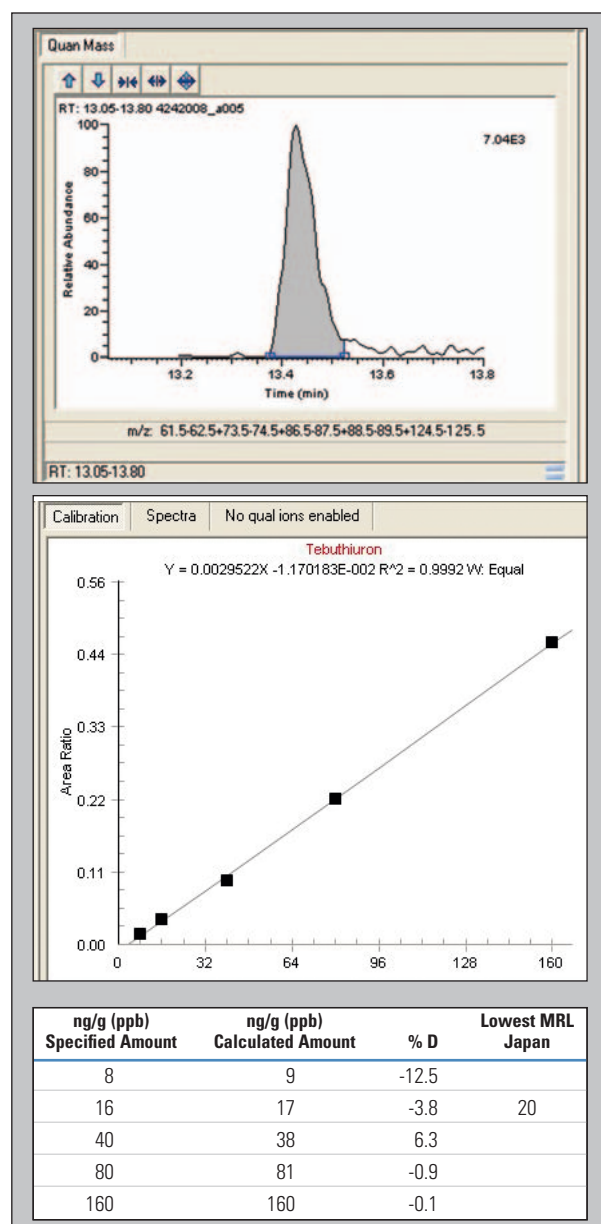 Quan Mass
RT: 13.05-13.80 4242008_a005
7.04E3
100
80
60
40
20
0
Relative Abundance
13.2 13.4 13.6 13.8
Time (min)
m/z: 61.5-62.5+73.5-74.5+86.5-87.5+88.5-89.5+124.5-125.5
RT: 13.05-13.80
Calibration Spectra No qual ions enabled
Tebuthiuron
Y = 0.0029522X -1.170183E-002 R^2 = 0.9992 W: Equal
0.56
0.44
0.33
0.22
0.11
0.00
Area Ratio
0 32 64 96 128 160
ng/g (ppb) ng/g (ppb) Lowest MRL
Specified Amount Calculated Amount % D Japan
8 9 -12.5
16 17 -3.8 20
40 38 6.3
80 81 -0.9
160 160 -0.1